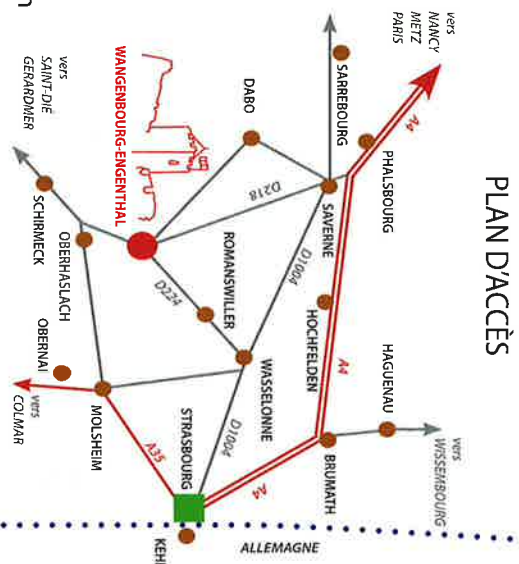 PLAN D'ACCÈS
vers
NANCY
METZ
PARIS
A4
PHALSBOURG
SARREBOURG
SAVERNE
DABO
D218
D1004
HOCHFELDEN
A4
HAGUENAU
vers
WISSEMBOURG
BRUMATH
WANGENBOURG-ENGENTHAL
ROMANSWILLER
D224
WASSELONNE
D1004
A4
STRASBOURG
vers
SAINT-DIÉ
GERARDMER
SCHIRMECK
OBERHASLACH
OBERNAI
MOLSHEIM
A35
vers
COLMAR
ALLEMAGNE